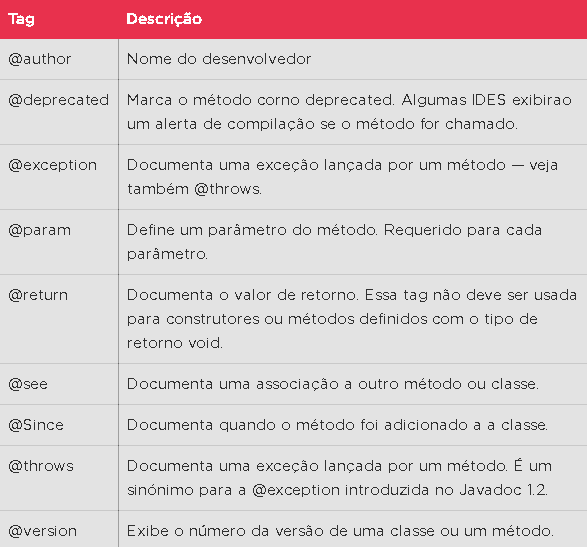 Tag Descrição
@author Nome do desenvolvedor
@deprecated Marca o método corno deprecated. Algumas IDES exibirao
um alerta de compilação se o método for chamado.
@exception Documenta uma exceção lançada por um método — veja
também @throws.
@param Define um parâmetro do método. Requerido para cada
parâmetro.
@return Documenta o valor de retorno. Essa tag não deve ser usada
para construtores ou métodos definidos com o tipo de
retorno void.
@see Documenta uma associação a outro método ou classe.
@Since Documenta quando o método foi adicionado a a classe.
@throws Documenta uma exceção lançada por um método. É um
sinónimo para a @exception introduzida no Javadoc 1.2.
@version Exibe o número da versão de uma classe ou um método.